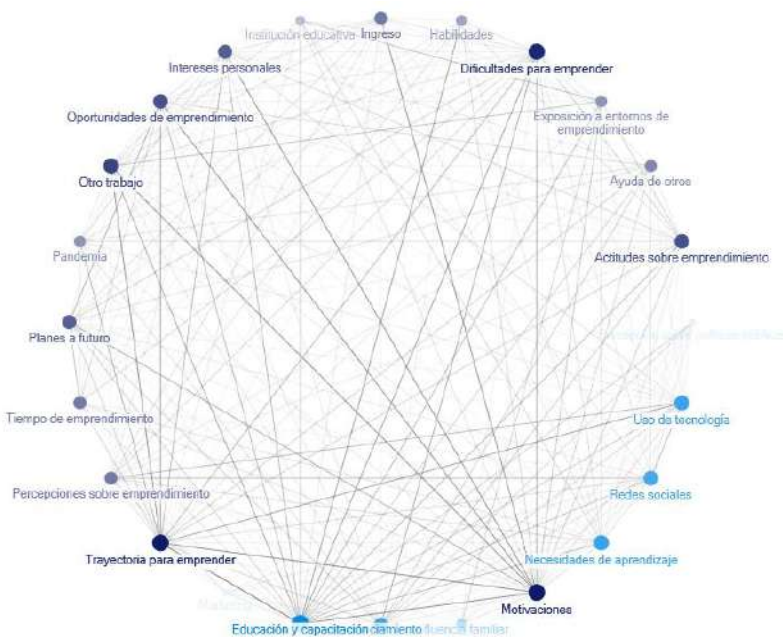 Institución educativa
Ingreso
Habilidades
Intereses personales
Dificultades para emprender
Oportunidades de emprendimiento
Exposición a entornos de
emprendimiento
Otro trabajo
Ayuda de otros
Pandemia
Actitudes sobre emprendimiento
Planes a futuro
Tiempo de emprendimiento
Uso de tecnología
Percepciones sobre emprendimiento
Redes sociales
Trayectoria para emprender
Necesidades de aprendizaje
Motivaciones
Educación y capacitación
familiar